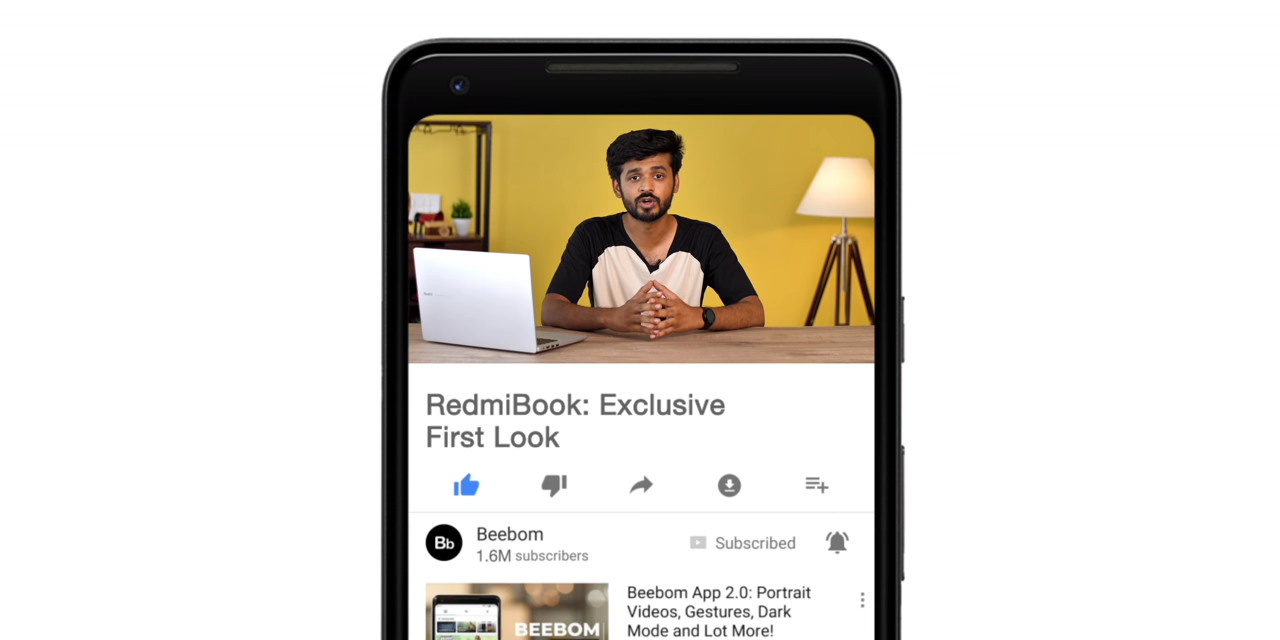 RedmiBook: Exclusive
First Look
Bb
Beebom
1.6M subscribers
Subscribed
BEEBOM
Beebom App 2.0: Portrait
Videos, Gestures, Dark
Mode and Lot More!